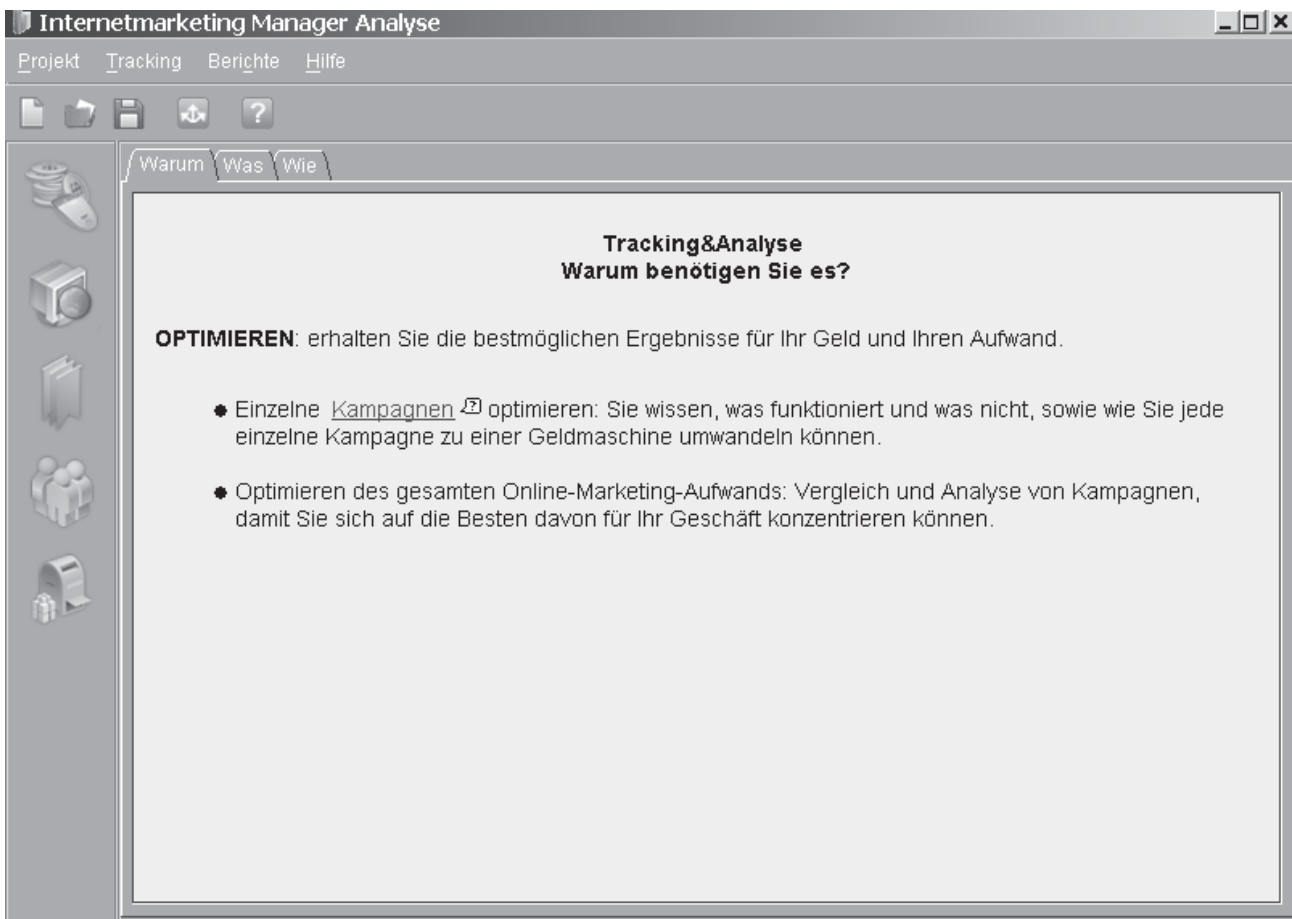 Internetmarketing Manager Analyse
Projekt Tracking Berichte Hilfe
Warum Was Wie
Tracking&Analyse
Warum benötigen Sie es?
OPTIMIEREN: erhalten Sie die bestmöglichen Ergebnisse für Ihr Geld und Ihren Aufwand.
● Einzelne Kampagnen ? optimieren: Sie wissen, was funktioniert und was nicht, sowie wie Sie jede
einzelne Kampagne zu einer Geldmaschine umwandeln können.
● Optimieren des gesamten Online-Marketing-Aufwands: Vergleich und Analyse von Kampagnen,
damit Sie sich auf die Besten davon für Ihr Geschäft konzentrieren können.